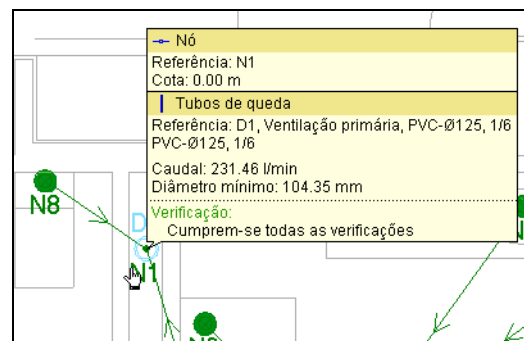 Nó
Referência: N1
Cota: 0.00 m
Tubos de queda
Referência: D1, Ventilação primária, PVC-Ø125, 1/6
PVC-Ø125, 1/6
Caudal: 231.46 l/min
Diâmetro mínimo: 104.35 mm
Verificação:
Cumprem-se todas as verificações
N8
D
N1